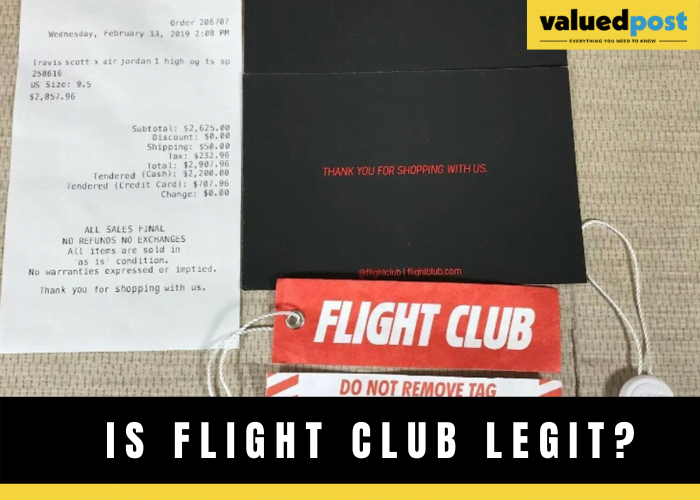 Order 206707
Wednesday, February 13, 2019 2:08 PM
Travis scott x air jordan 1 high og ts sp
258616
US Size: 9.5
$2,857.96
Subtotal: $2,625.00
Discount: $0.00
Shipping: $50.00
Tax: $232.96
Total: $2,907.96
Tendered (Cash): $2,200.00
Tendered (Credit Card): $707.96
Change: $0.00
ALL SALES FINAL
NO REFUNDS NO EXCHANGES
All items are sold in
as is condition.
No warranties expressed or implied.
Thank you for shopping with us.
valuedpost
EVERYTHING YOU NEED TO KNOW
THANK YOU FOR SHOPPING WITH US.
@flightclub | flightclub.com
FLIGHT CLUB
DO NOT REMOVE TAG
IS FLIGHT CLUB LEGIT?